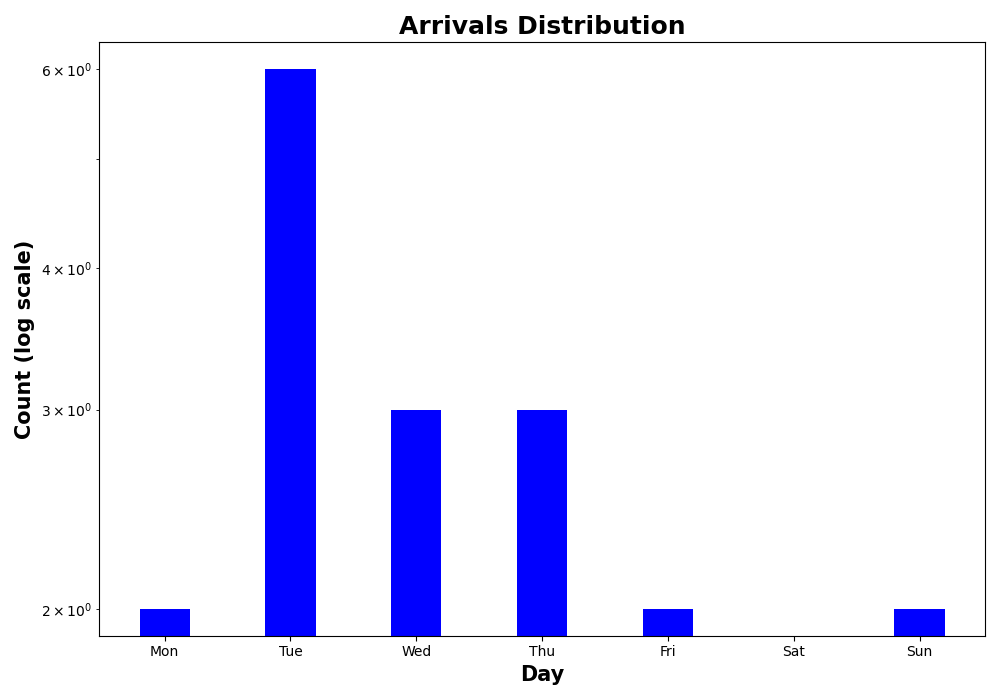 Arrivals Distribution
6 × 10⁰
4 × 10⁰
3 × 10⁰
2 × 10⁰
Count (log scale)
Mon Tue Wed Thu Fri Sat Sun
Day